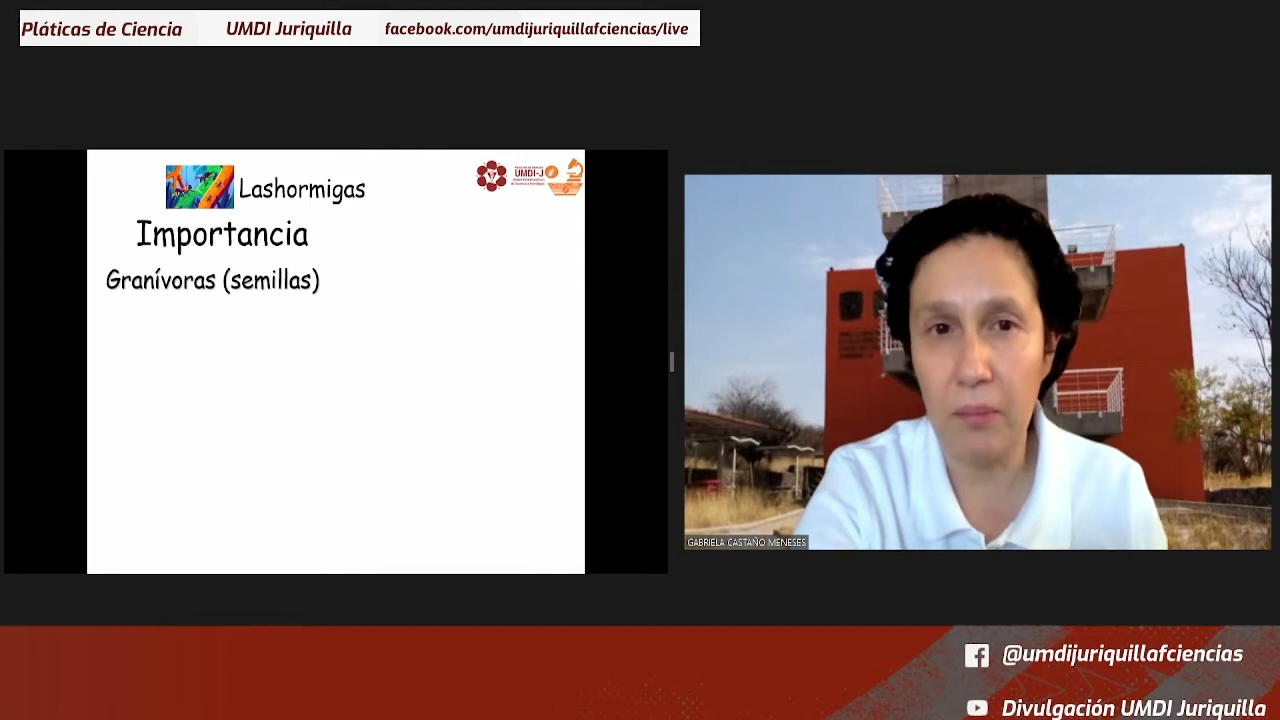 Pláticas de Ciencia UMDI Juriquilla facebook.com/umdijuriquillafciencias/live
Lashormigas
UMDI-J
Importancia
Granívoras (semillas)
GABRIELA CASTAÑO MENESES
@umdijuriquillafciencias
Divulgación UMDI Juriquilla